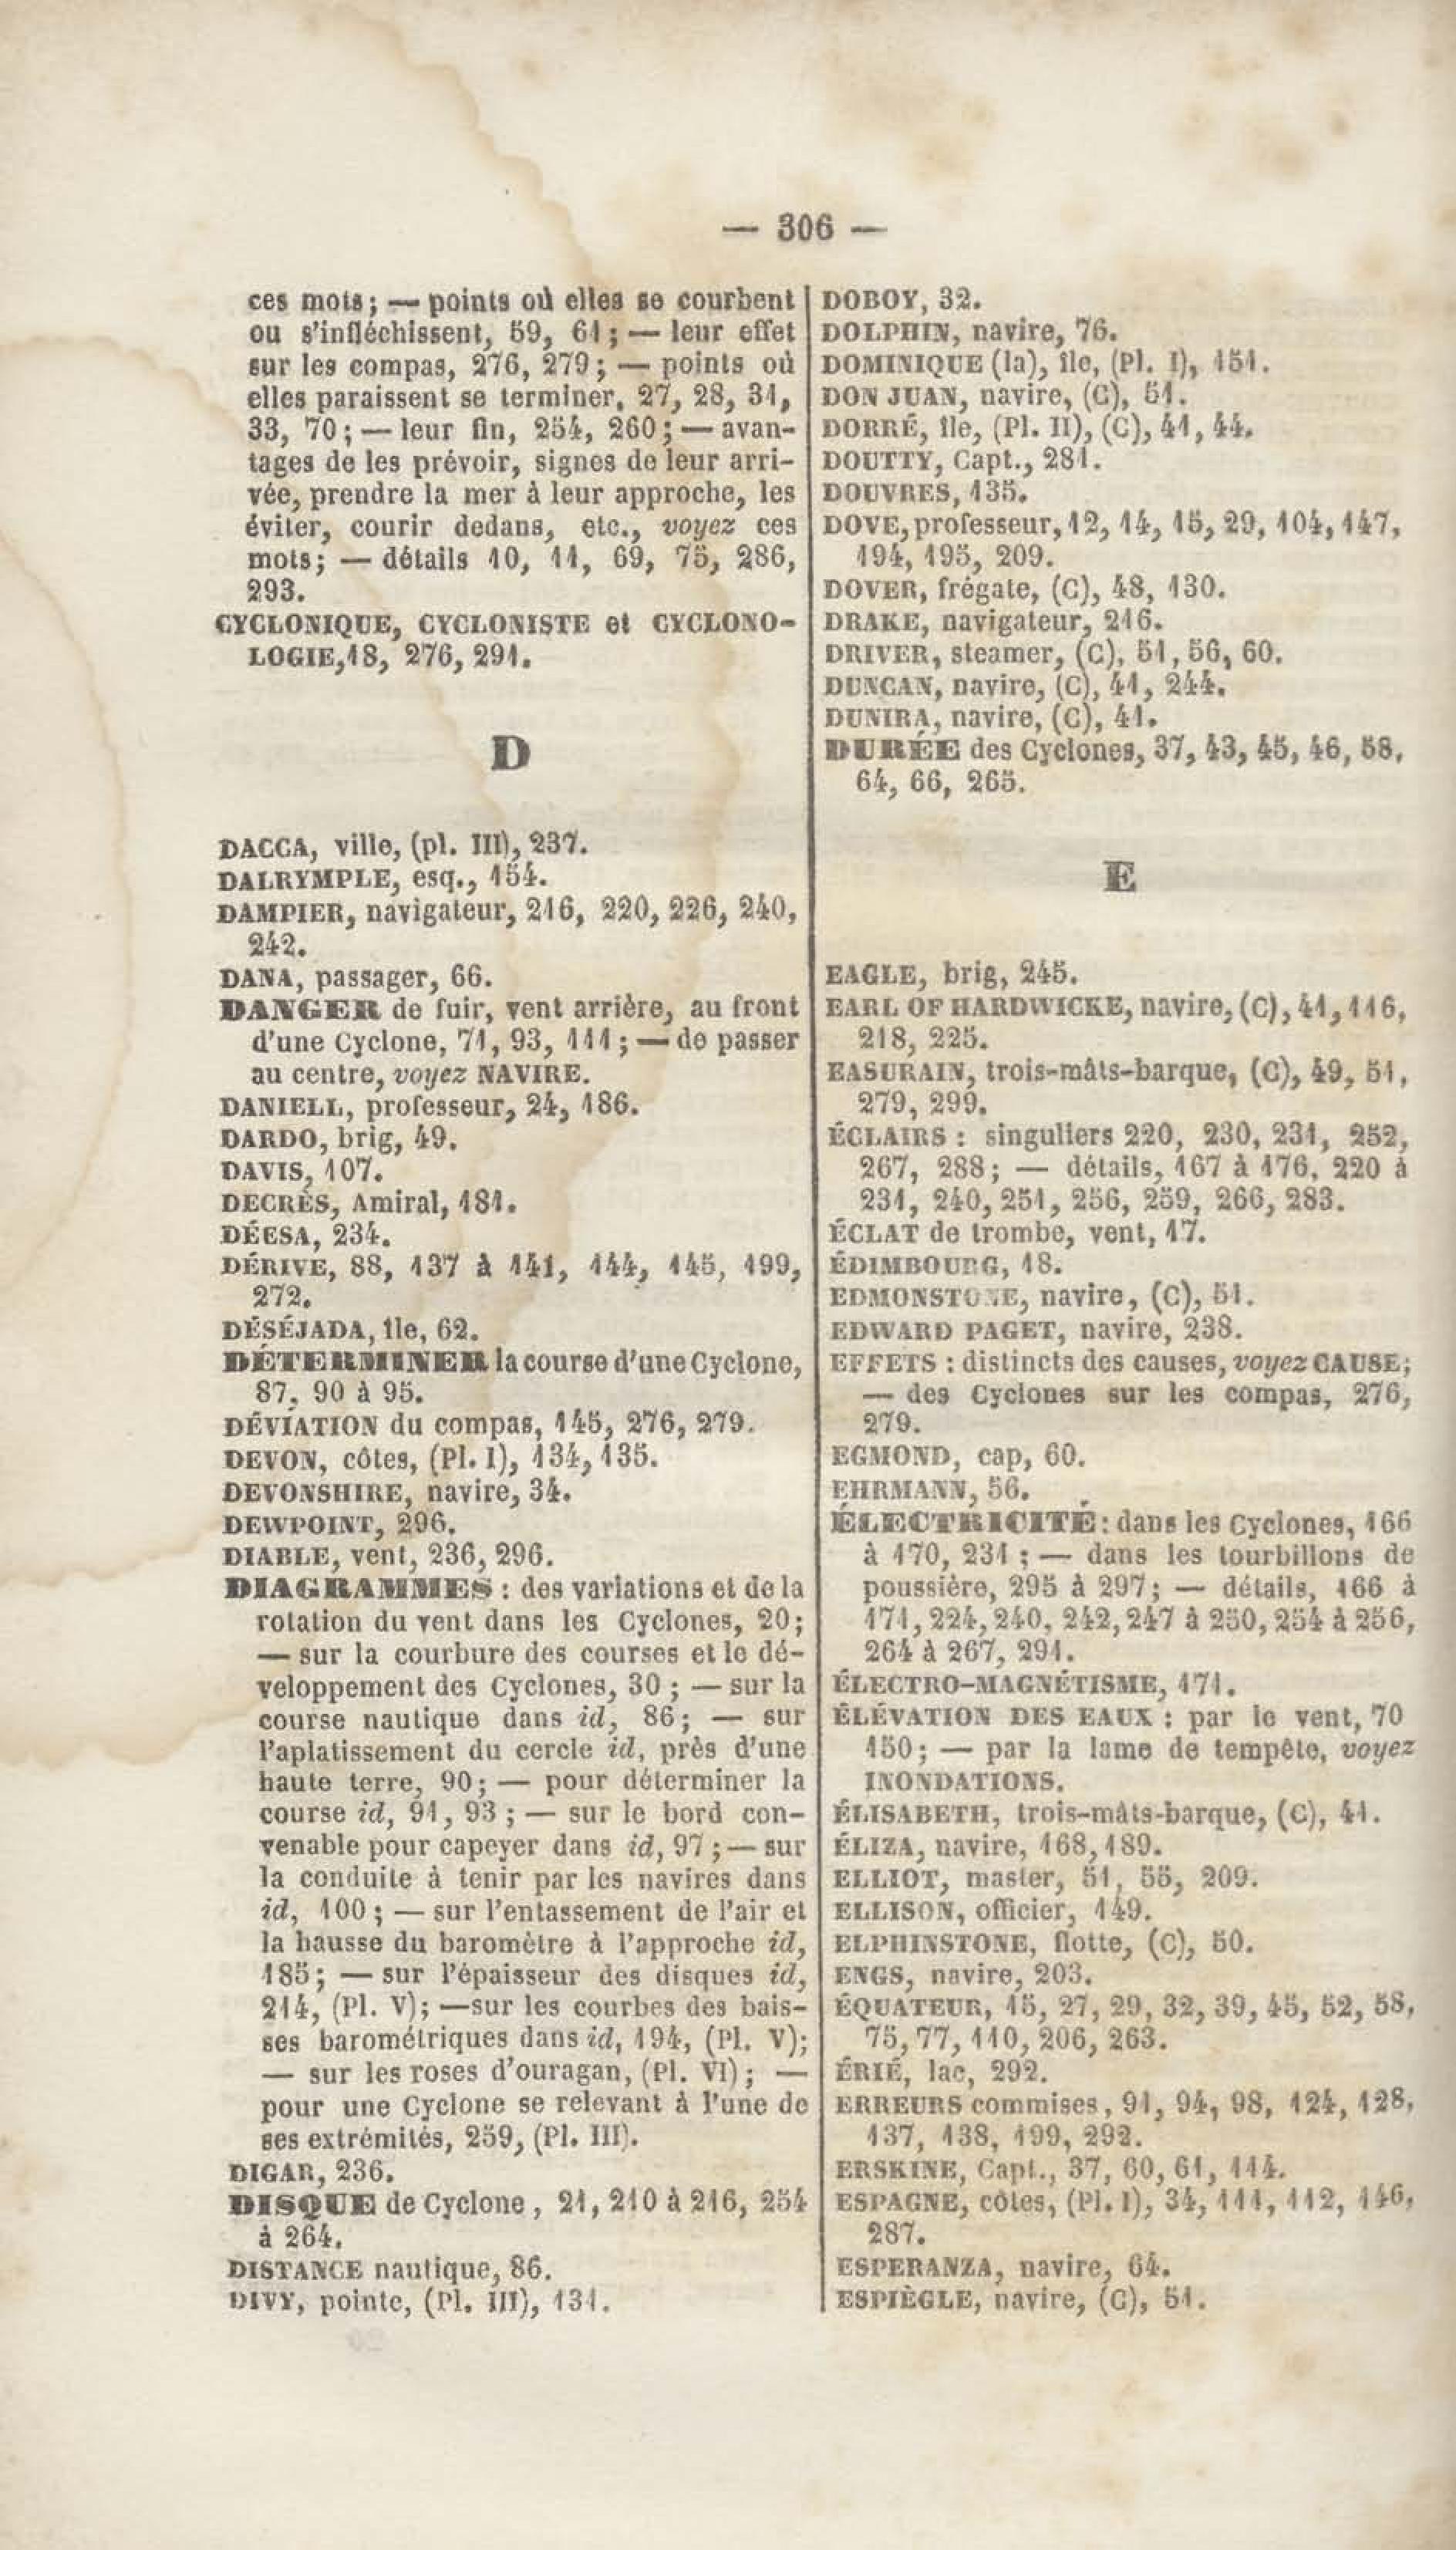 — 306 —
ces mots; — points où elles se courbent
ou s'infléchissent, 59, 61; — leur effet
sur les compas, 276, 279; — points où
elles paraissent se terminer, 27, 28, 31,
33, 70; — leur fin, 254, 260; — avan-
tages de les prévoir, signes de leur arri-
vée, prendre la mer à leur approche, les
éviter, courir dedans, etc., voyez ces
mots; — détails 10, 11, 69, 75, 286,
293.
CYCLONIQUE, CYCLONISTE et CYCLONO-
LOGIE, 18, 276, 291.
D
DACCA, ville, (pl. III), 237.
DALRYMPLE, esq., 154.
DAMPIER, navigateur, 216, 220, 226, 240,
242.
DANA, passager, 66.
DANGER de fuir, vent arrière, au front
d'une Cyclone, 71, 93, 111; — de passer
au centre, voyez NAVIRE.
DANIELL, professeur, 24, 186.
DARDO, brig, 49.
DAVIS, 107.
DECRÈS, Amiral, 181.
DÉESA, 234.
DÉRIVE, 88, 137 à 141, 144, 145, 199,
272.
DÉSÉJADA, île, 62.
DÉTERMINER la course d'une Cyclone,
87, 90 à 95.
DÉVIATION du compas, 145, 276, 279.
DEVON, côtes, (Pl. I), 134, 135.
DEVONSHIRE, navire, 34.
DEWPOINT, 296.
DIABLE, vent, 236, 296.
DIAGRAMMES : des variations et de la
rotation du vent dans les Cyclones, 20;
— sur la courbure des courses et le dé-
veloppement des Cyclones, 30; — sur la
course nautique dans id, 86; — sur
l'aplatissement du cercle id, près d'une
haute terre, 90; — pour déterminer la
course id, 91, 93; — sur le bord con-
venable pour capeyer dans id, 97; — sur
la conduite à tenir par les navires dans
id, 100; — sur l'entassement de l'air et
la hausse du baromètre à l'approche id,
185; — sur l'épaisseur des disques id,
214, (Pl. V); — sur les courbes des bais-
ses barométriques dans id, 194, (Pl. V);
— sur les roses d'ouragan, (Pl. VI); —
pour une Cyclone se relevant à l'une de
ses extrémités, 259, (Pl. III).
DIGAR, 236.
DISQUE de Cyclone, 21, 210 à 216, 254
à 264.
DISTANCE nautique, 86.
DIVY, pointe, (Pl. III), 131.
DOBOY, 32.
DOLPHIN, navire, 76.
DOMINIQUE (la), île, (Pl. I), 151.
DON JUAN, navire, (C), 51.
DORRÉ, île, (Pl. II), (C), 41, 44.
DOUTTY, Capt., 281.
DOUVRES, 135.
DOVE, professeur, 12, 14, 15, 29, 104, 147,
194, 195, 209.
DOVER, frégate, (C), 48, 130.
DRAKE, navigateur, 216.
DRIVER, steamer, (C), 51, 56, 60.
DUNCAN, navire, (C), 41, 244.
DUNIRA, navire, (C), 41.
DURÉE des Cyclones, 37, 43, 45, 46, 58,
64, 66, 265.
E
EAGLE, brig, 245.
EARL OF HARDWICKE, navire, (C), 41, 116,
218, 225.
EASURAIN, trois-mâts-barque, (C), 49, 51,
279, 299.
ÉCLAIRS : singuliers 220, 230, 231, 252,
267, 288; — détails, 167 à 176, 220 à
231, 240, 251, 256, 259, 266, 283.
ÉCLAT de trombe, vent, 17.
ÉDIMBOURG, 18.
EDMONSTONE, navire, (C), 51.
EDWARD PAGET, navire, 238.
EFFETS : distincts des causes, voyez CAUSE;
— des Cyclones sur les compas, 276,
279.
EGMOND, cap, 60.
EHRMANN, 56.
ÉLECTRICITÉ : dans les Cyclones, 166
à 170, 231; — dans les tourbillons de
poussière, 295 à 297; — détails, 166 à
171, 224, 240, 242, 247 à 250, 254 à 256,
264 à 267, 291.
ÉLECTRO-MAGNÉTISME, 171.
ÉLÉVATION DES EAUX : par le vent, 70
150; — par la lame de tempête, voyez
INONDATIONS.
ÉLISABETH, trois-mâts-barque, (C), 41.
ÉLIZA, navire, 168, 189.
ELLIOT, master, 51, 55, 209.
ELLISON, officier, 149.
ELPHINSTONE, flotte, (C), 50.
ENGS, navire, 203.
ÉQUATEUR, 15, 27, 29, 32, 39, 45, 52, 58,
75, 77, 110, 206, 263.
ÉRIÉ, lac, 292.
ERREURS commises, 91, 94, 98, 124, 128,
137, 138, 199, 292.
ERSKINE, Capt., 37, 60, 61, 114.
ESPAGNE, côtes, (Pl. I), 34, 111, 112, 146,
287.
ESPERANZA, navire, 64.
ESPIÈGLE, navire, (C), 51.